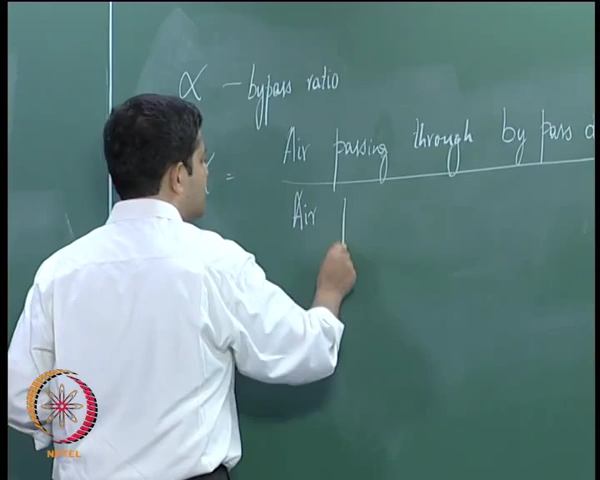 α – bypass ratio
α = Air passing through by pass
Air
NPTEL